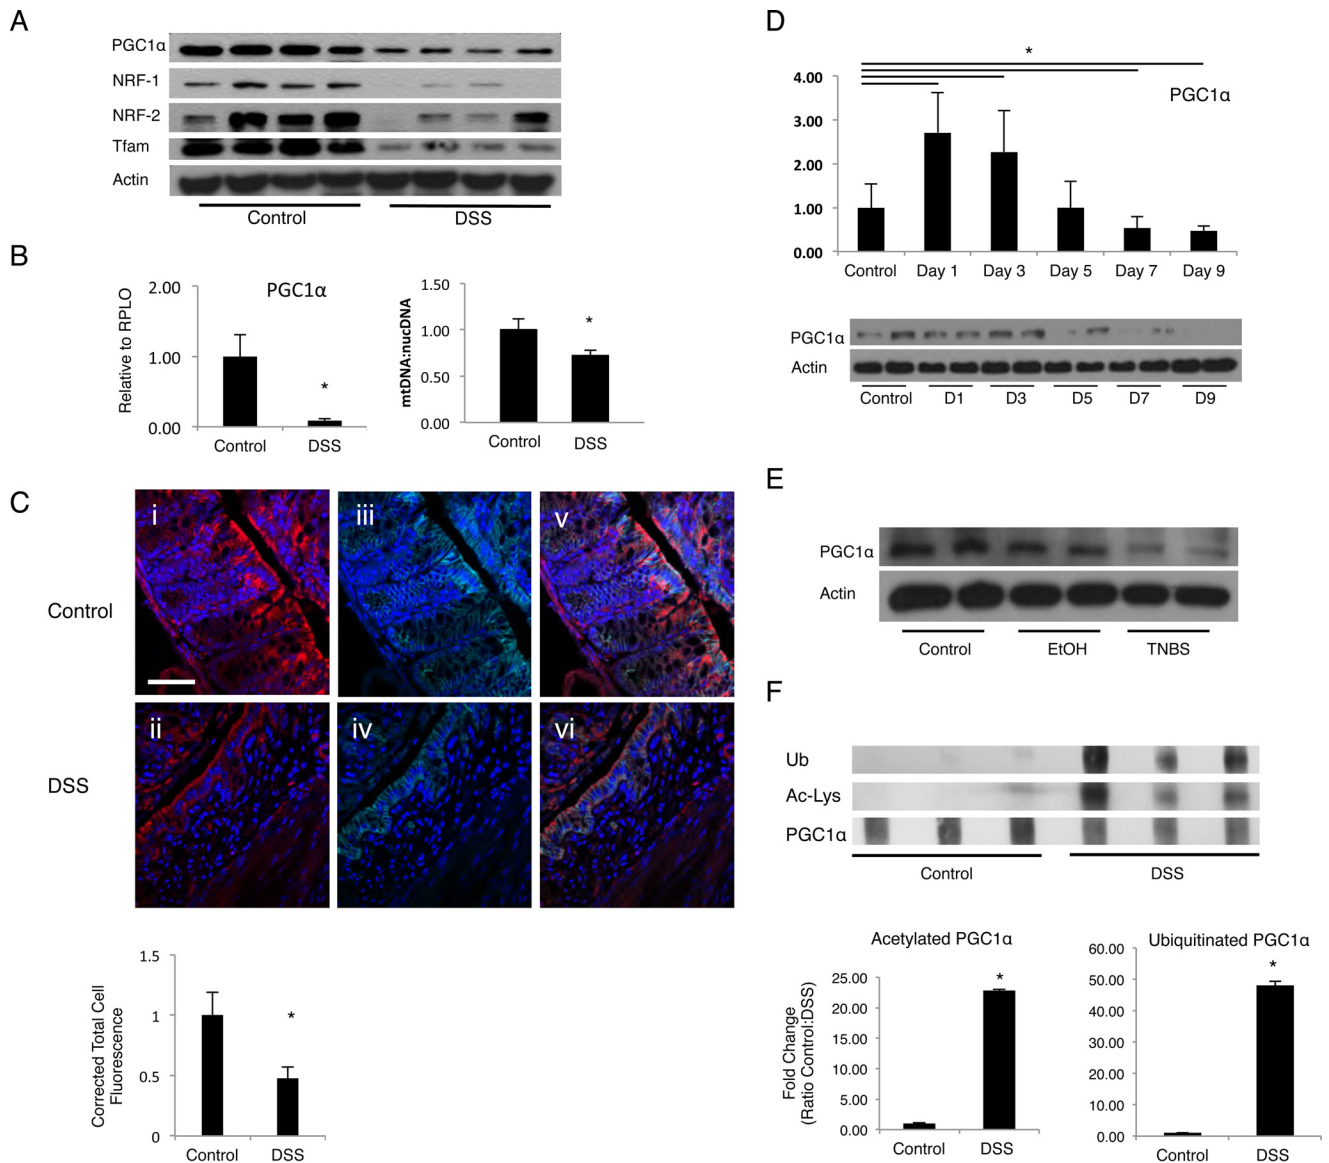 A
PGC1α
NRF-1
NRF-2
Tfam
Actin
Control DSS
B
2.00
1.00
0.00
Relative to RPLO
PGC1α
*
Control DSS
1.50
1.00
0.50
0.00
mtDNA:nucDNA
*
Control DSS
C
Control
DSS
i iii v
ii iv vi
1.5
1
0.5
0
Corrected Total Cell
Fluorescence
*
Control DSS
D
*
4.00
3.00
2.00
1.00
0.00
PGC1α
Control Day 1 Day 3 Day 5 Day 7 Day 9
PGC1α
Actin
Control D1 D3 D5 D7 D9
E
PGC1α
Actin
Control EtOH TNBS
F
Ub
Ac-Lys
PGC1α
Control DSS
Acetylated PGC1α
25.00
20.00
15.00
10.00
5.00
0.00
Fold Change
(Ratio Control:DSS)
*
Control DSS
Ubiquitinated PGC1α
60.00
50.00
40.00
30.00
20.00
10.00
0.00
*
Control DSS